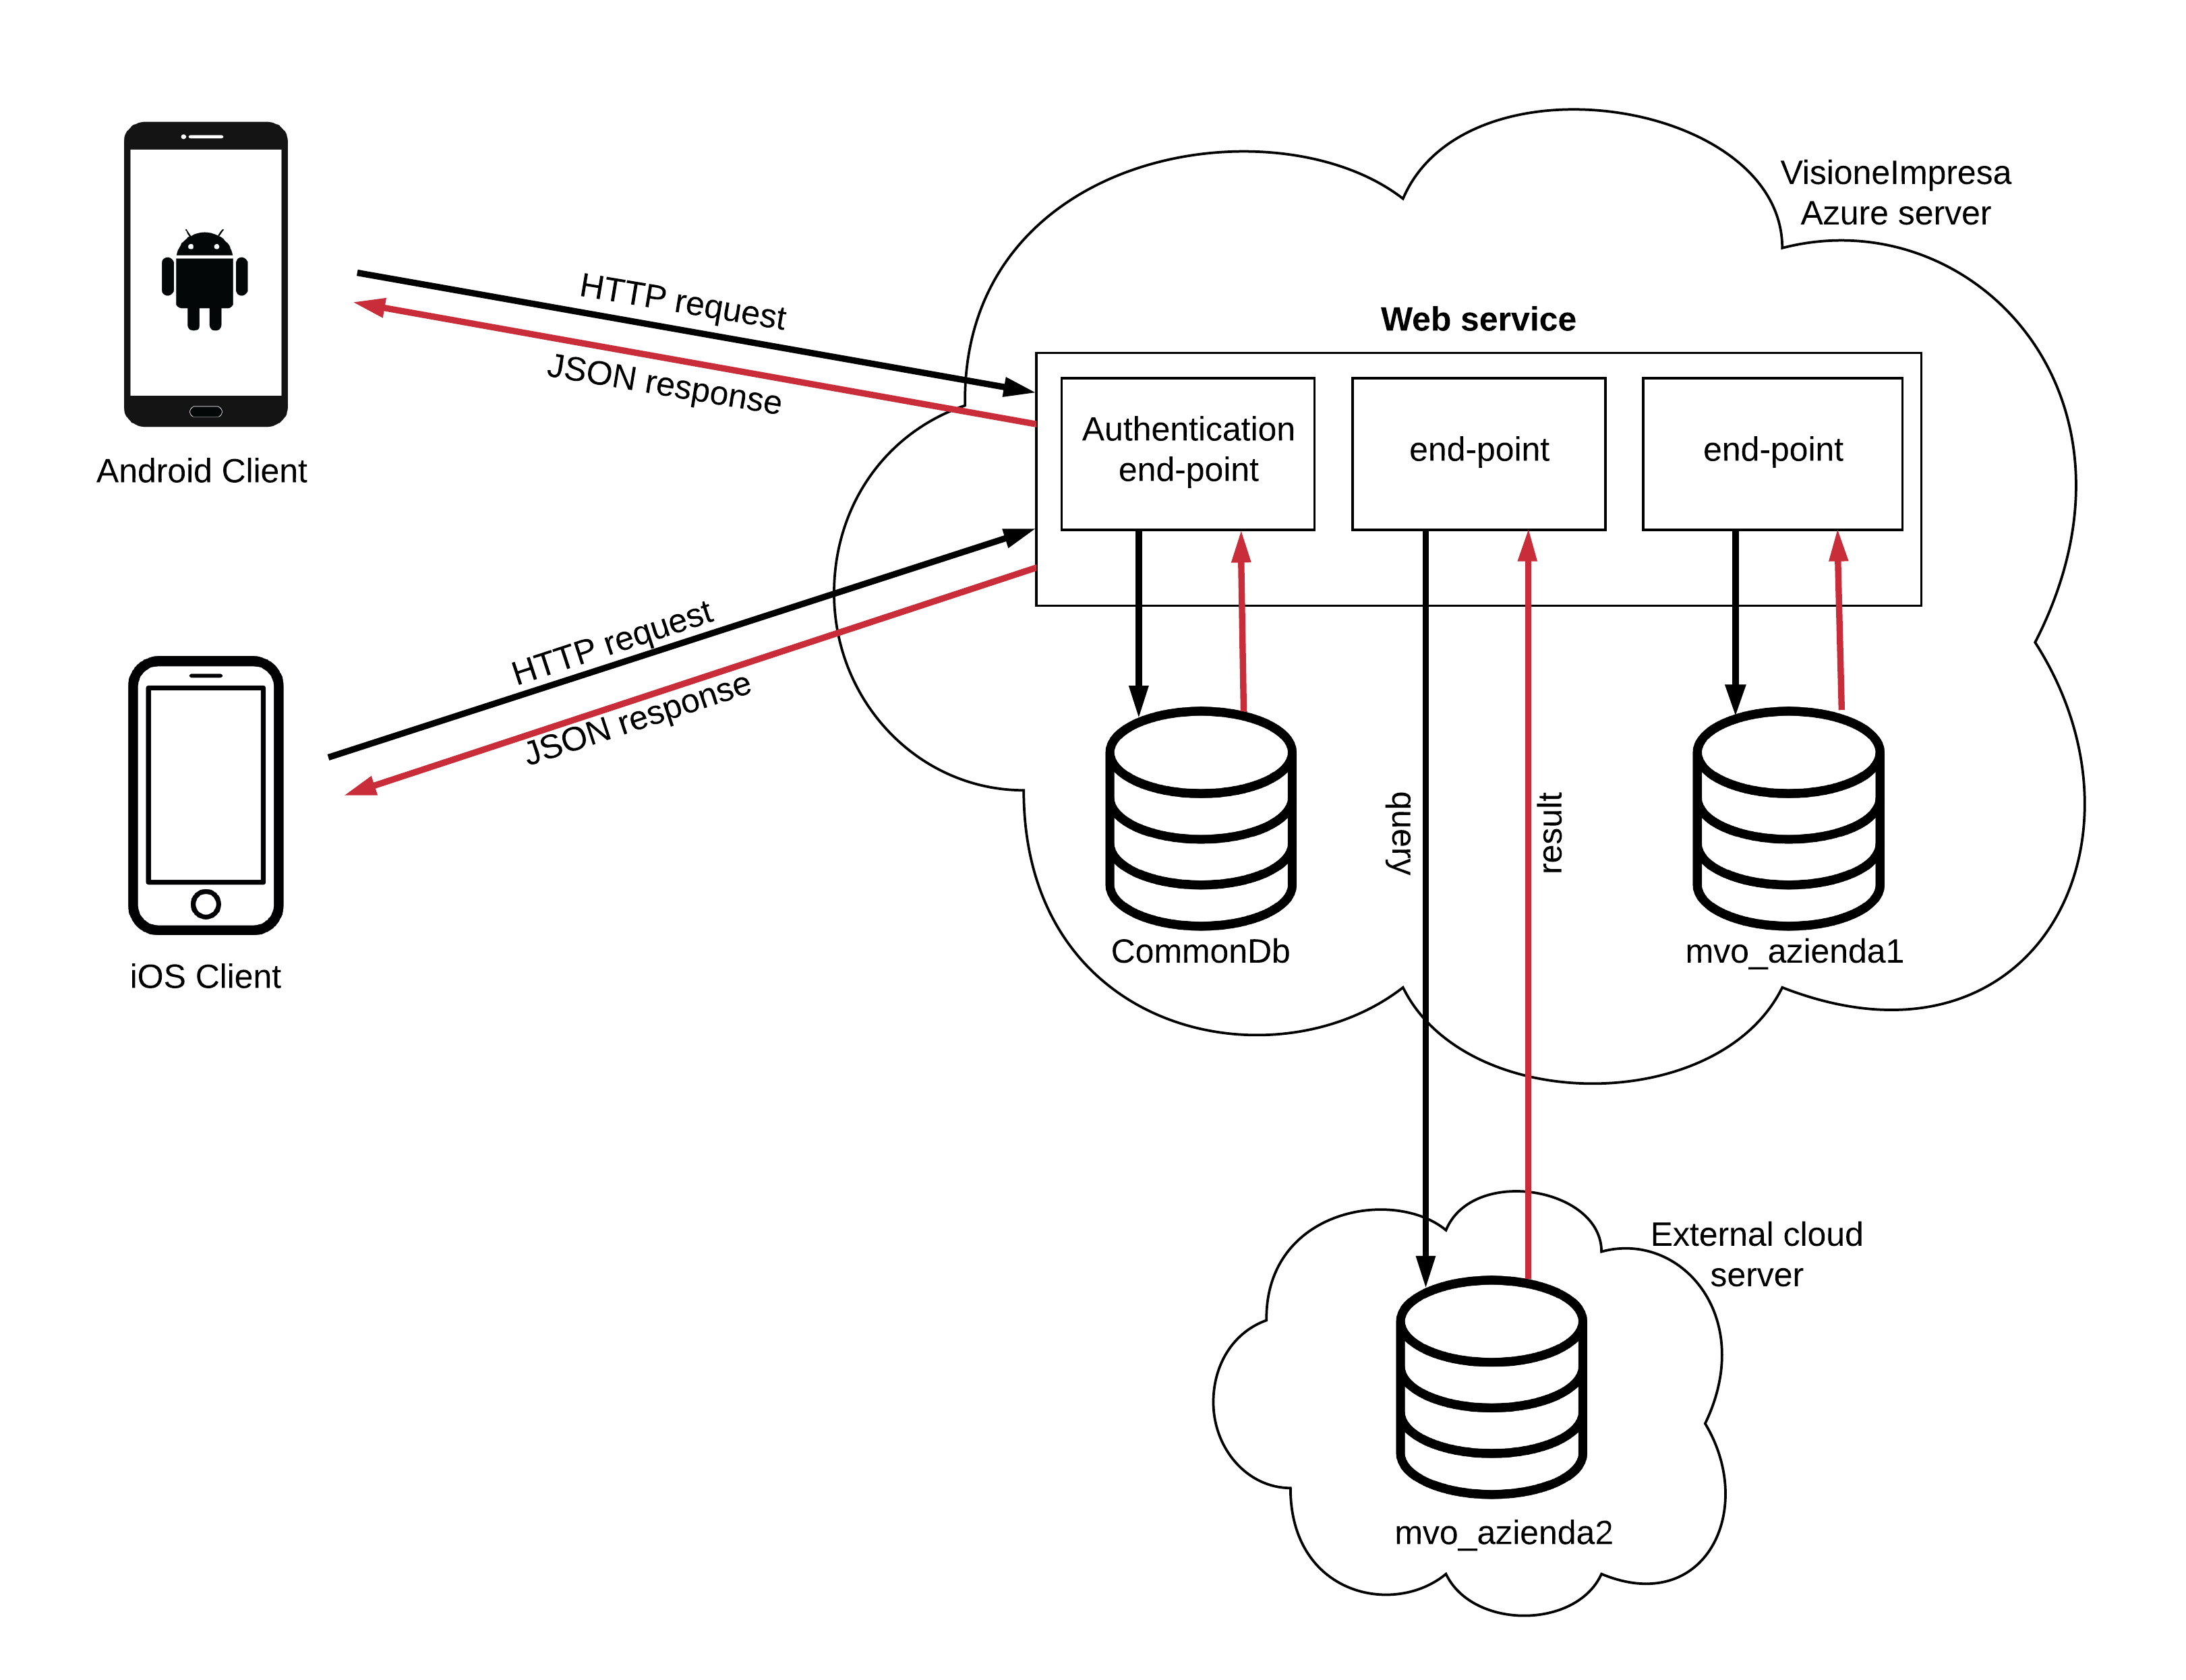 VisioneImpresa
Azure server
HTTP request
JSON response
Web service
Authentication
end-point
end-point
end-point
Android Client
HTTP request
JSON response
query
result
CommonDb
mvo_azienda1
iOS Client
External cloud
server
mvo_azienda2